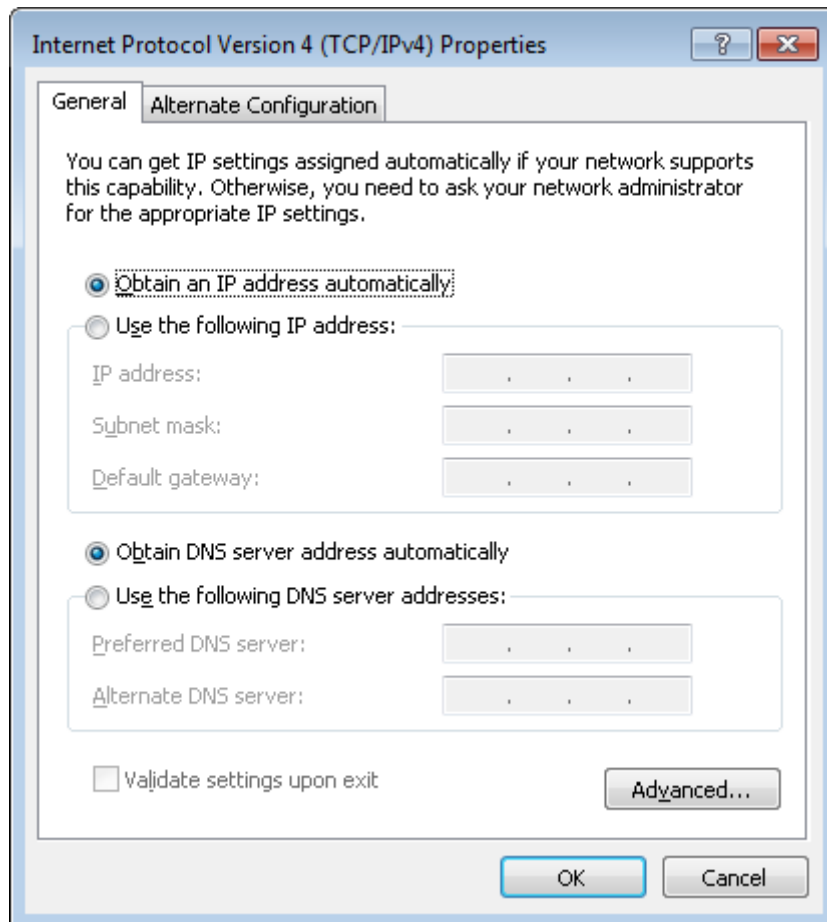 Internet Protocol Version 4 (TCP/IPv4) Properties
?
General
Alternate Configuration
You can get IP settings assigned automatically if your network supports
this capability. Otherwise, you need to ask your network administrator
for the appropriate IP settings.
Obtain an IP address automatically
Use the following IP address:
IP address:
Subnet mask:
Default gateway:
Obtain DNS server address automatically
Use the following DNS server addresses:
Preferred DNS server:
Alternate DNS server:
Validate settings upon exit
Advanced...
OK
Cancel